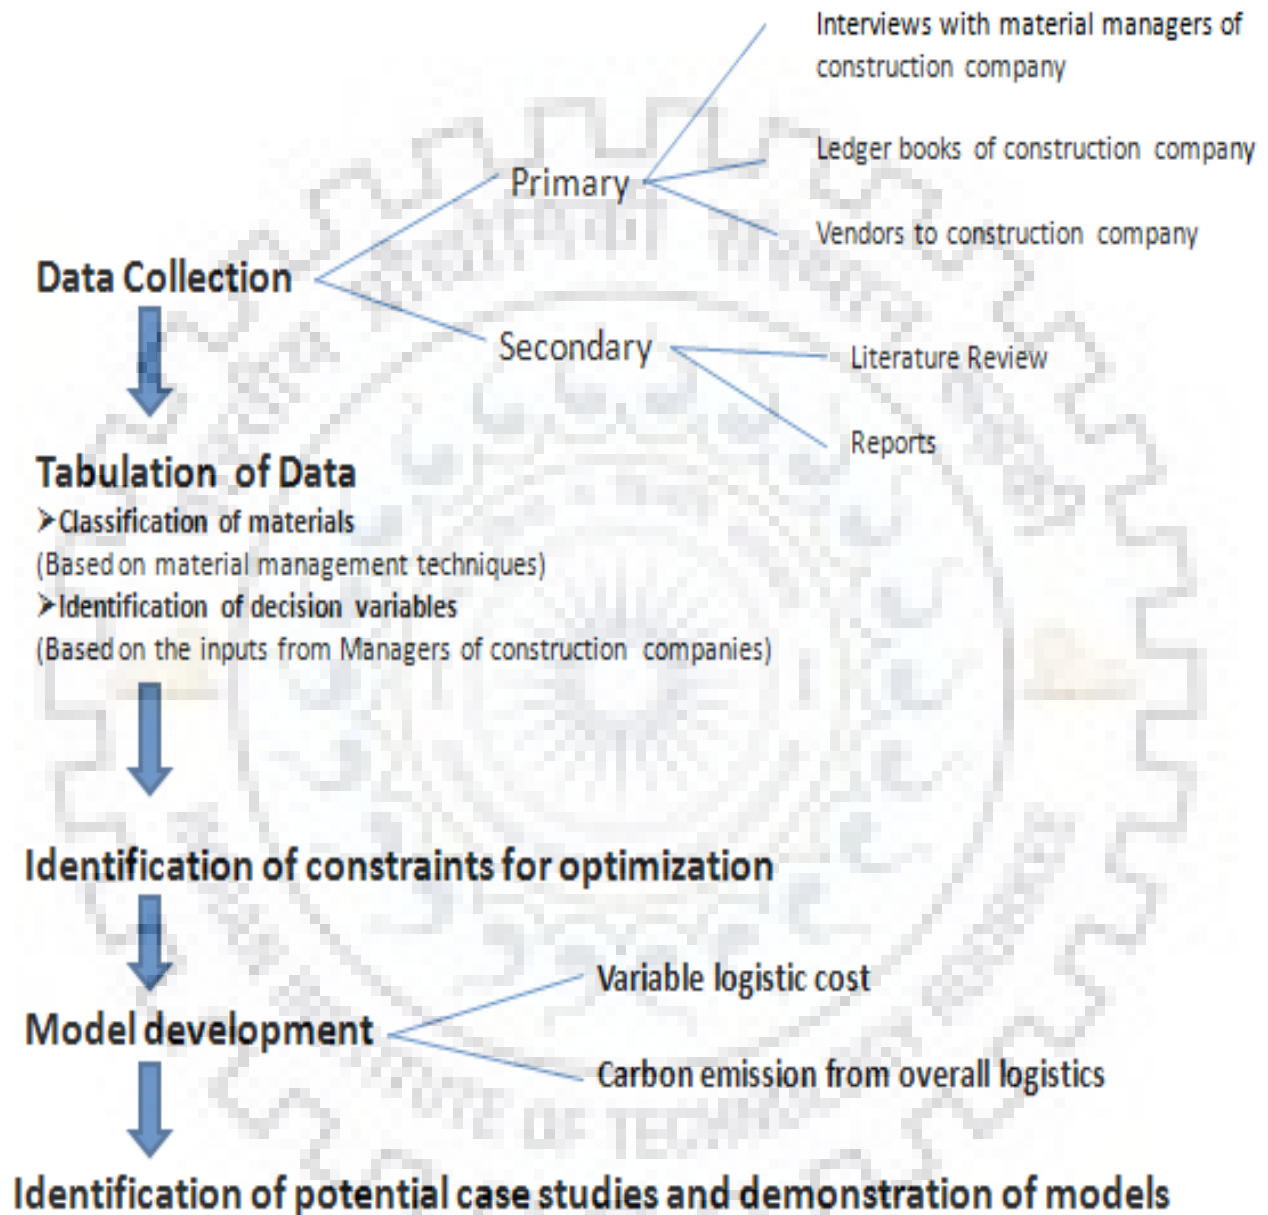 Interviews with material managers of
construction company
Ledger books of construction company
Primary
Vendors to construction company
Data Collection
Secondary
Literature Review
Reports
Tabulation of Data
➤Classification of materials
(Based on material management techniques)
➤Identification of decision variables
(Based on the inputs from Managers of construction companies)
Identification of constraints for optimization
Variable logistic cost
Model development
Carbon emission from overall logistics
Identification of potential case studies and demonstration of models
OF TECHNOLOGY